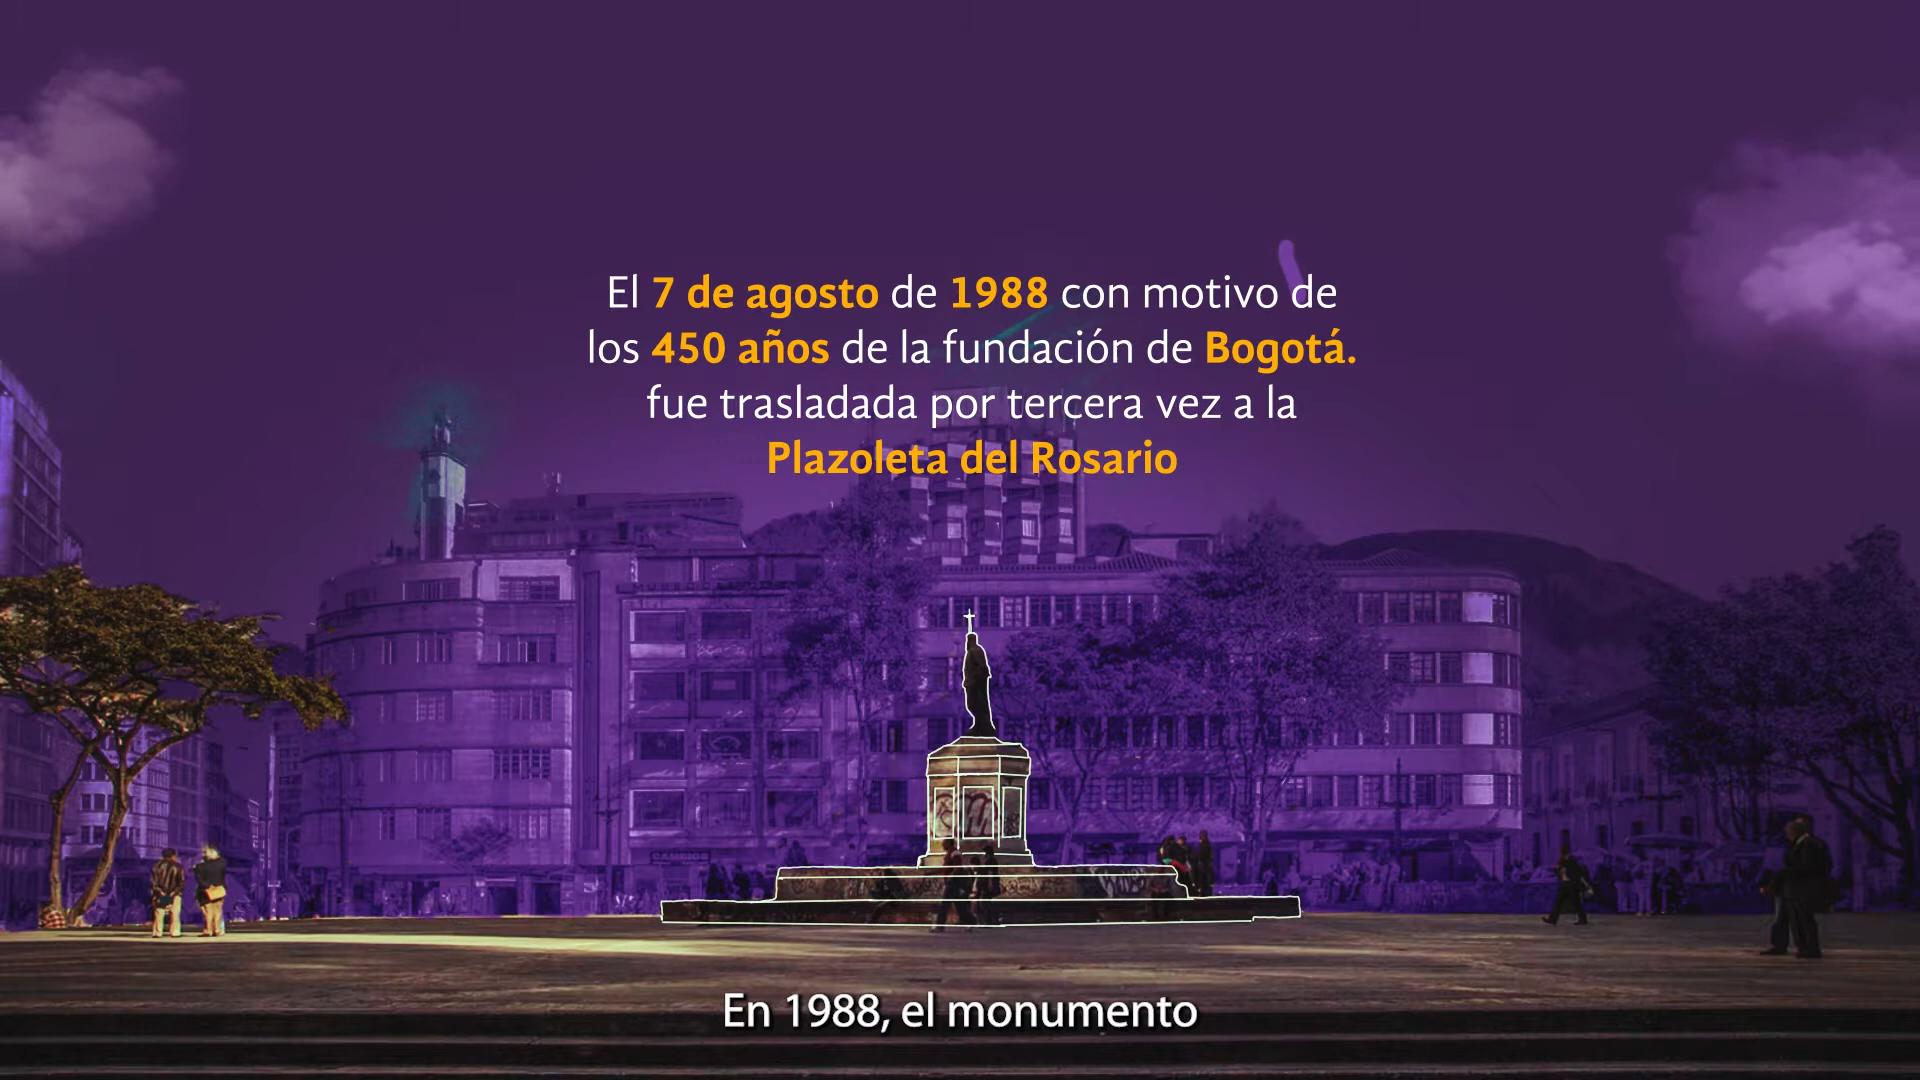 El 7 de agosto de 1988 con motivo de
los 450 años de la fundación de Bogotá.
fue trasladada por tercera vez a la
Plazoleta del Rosario
CAMBIOS
En 1988, el monumento